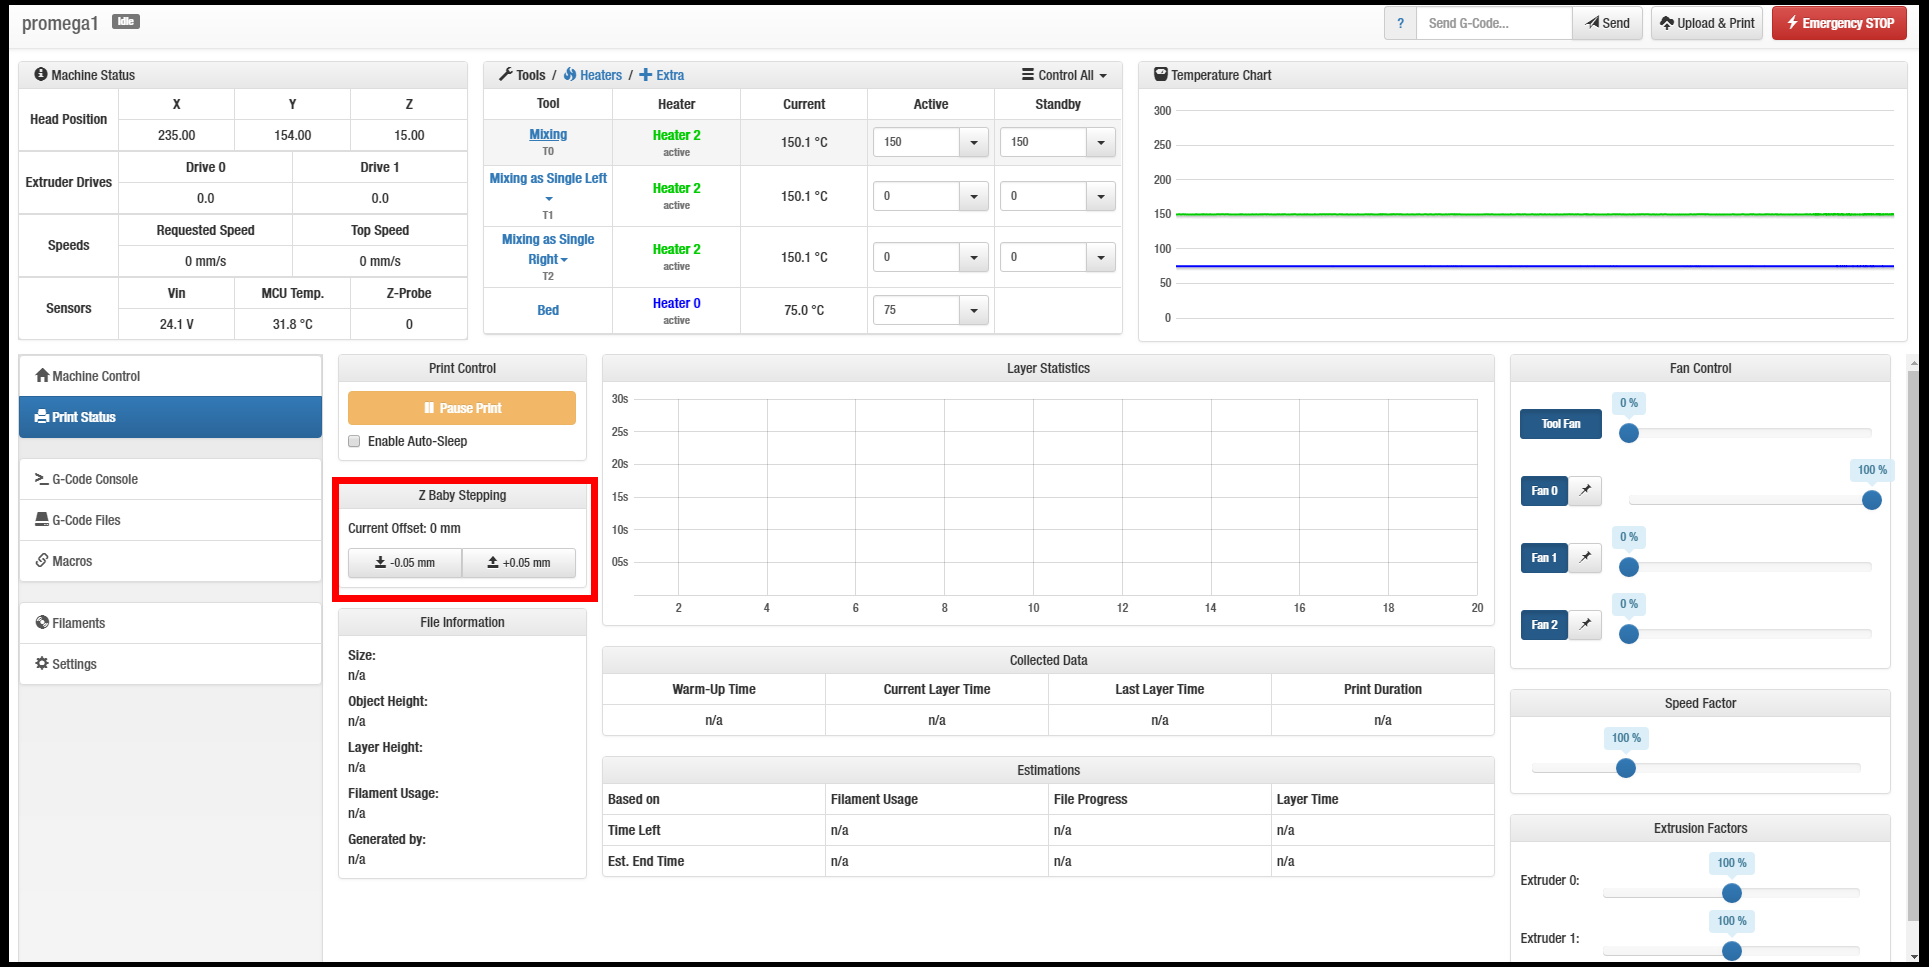 promega1 Idle
? Send G-Code... Send Upload & Print Emergency STOP
Machine Status
Head Position X Y Z
235.00 154.00 15.00
Extruder Drives Drive 0 Drive 1
0.0 0.0
Speeds Requested Speed Top Speed
0 mm/s 0 mm/s
Sensors Vin MCU Temp. Z-Probe
24.1 V 31.8 °C 0
Tools / Heaters / Extra Control All
Tool Heater Current Active Standby
Mixing Heater 2 150.1 °C 150 150
T0 active
Mixing as Single Left Heater 2 150.1 °C 0 0
T1 active
Mixing as Single
Right Heater 2 150.1 °C 0 0
T2 active
Bed Heater 0 75.0 °C 75
active
Temperature Chart
300
250
200
150
100
50
0
Machine Control
Print Status
G-Code Console
G-Code Files
Macros
Filaments
Settings
Print Control
Pause Print
Enable Auto-Sleep
Z Baby Stepping
Current Offset: 0 mm
-0.05 mm +0.05 mm
File Information
Size:
n/a
Object Height:
n/a
Layer Height:
n/a
Filament Usage:
n/a
Generated by:
n/a
Layer Statistics
30s
25s
20s
15s
10s
05s
2 4 6 8 10 12 14 16 18 20
Collected Data
Warm-Up Time Current Layer Time Last Layer Time Print Duration
n/a n/a n/a n/a
Estimations
Based on Filament Usage File Progress Layer Time
Time Left n/a n/a n/a
Est. End Time n/a n/a n/a
Fan Control
Tool Fan 0 %
Fan 0 100 %
Fan 1 0 %
Fan 2 0 %
Speed Factor
100 %
Extrusion Factors
100 %
Extruder 0:
100 %
Extruder 1: